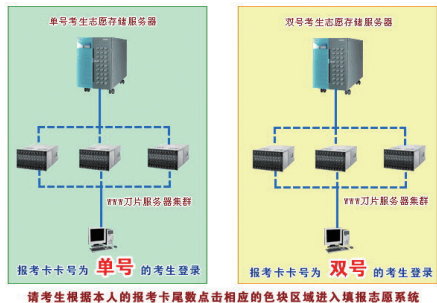 单号考生志愿存储服务器
WWW刀片服务器集群
报考卡卡号为 单号 的考生登录
双号考生志愿存储服务器
WWW刀片服务器集群
报考卡卡号为 双号 的考生登录
请考生根据本人的报考卡尾数点击相应的色块区域进入填报志愿系统